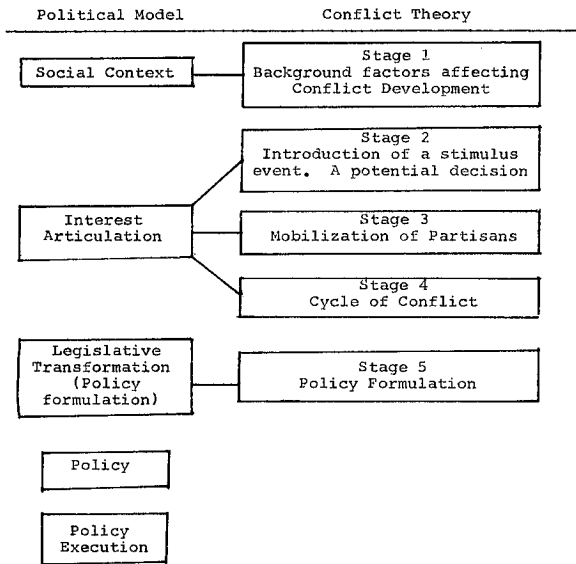 Political Model Conflict Theory
Social Context
Stage 1
Background factors affecting
Conflict Development
Stage 2
Introduction of a stimulus
event. A potential decision
Interest
Articulation
Stage 3
Mobilization of Partisans
Stage 4
Cycle of Conflict
Legislative
Transformation
(Policy
formulation)
Stage 5
Policy Formulation
Policy
Policy
Execution